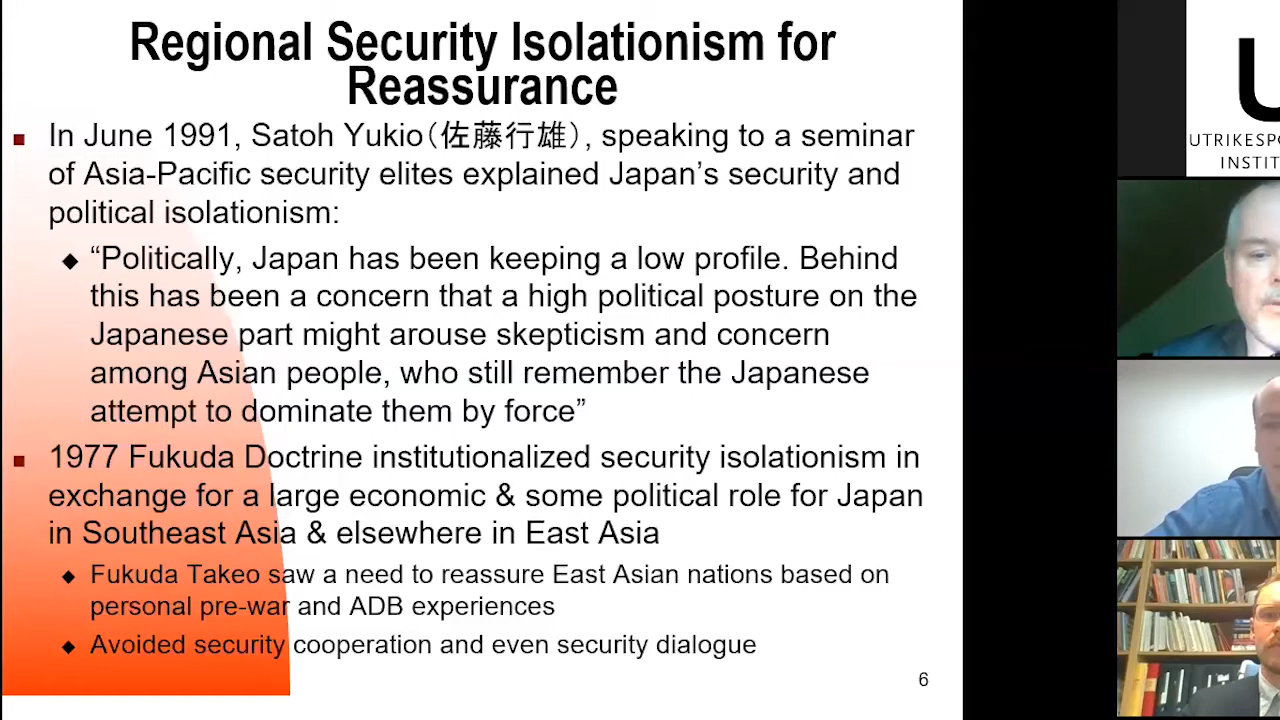 Regional Security Isolationism for
Reassurance
In June 1991, Satoh Yukio(佐藤行雄), speaking to a seminar
of Asia-Pacific security elites explained Japan’s security and
political isolationism:
“Politically, Japan has been keeping a low profile. Behind
this has been a concern that a high political posture on the
Japanese part might arouse skepticism and concern
among Asian people, who still remember the Japanese
attempt to dominate them by force”
1977 Fukuda Doctrine institutionalized security isolationism in
exchange for a large economic & some political role for Japan
in Southeast Asia & elsewhere in East Asia
Fukuda Takeo saw a need to reassure East Asian nations based on
personal pre-war and ADB experiences
Avoided security cooperation and even security dialogue
6
U
UTRIKESPO
INSTI